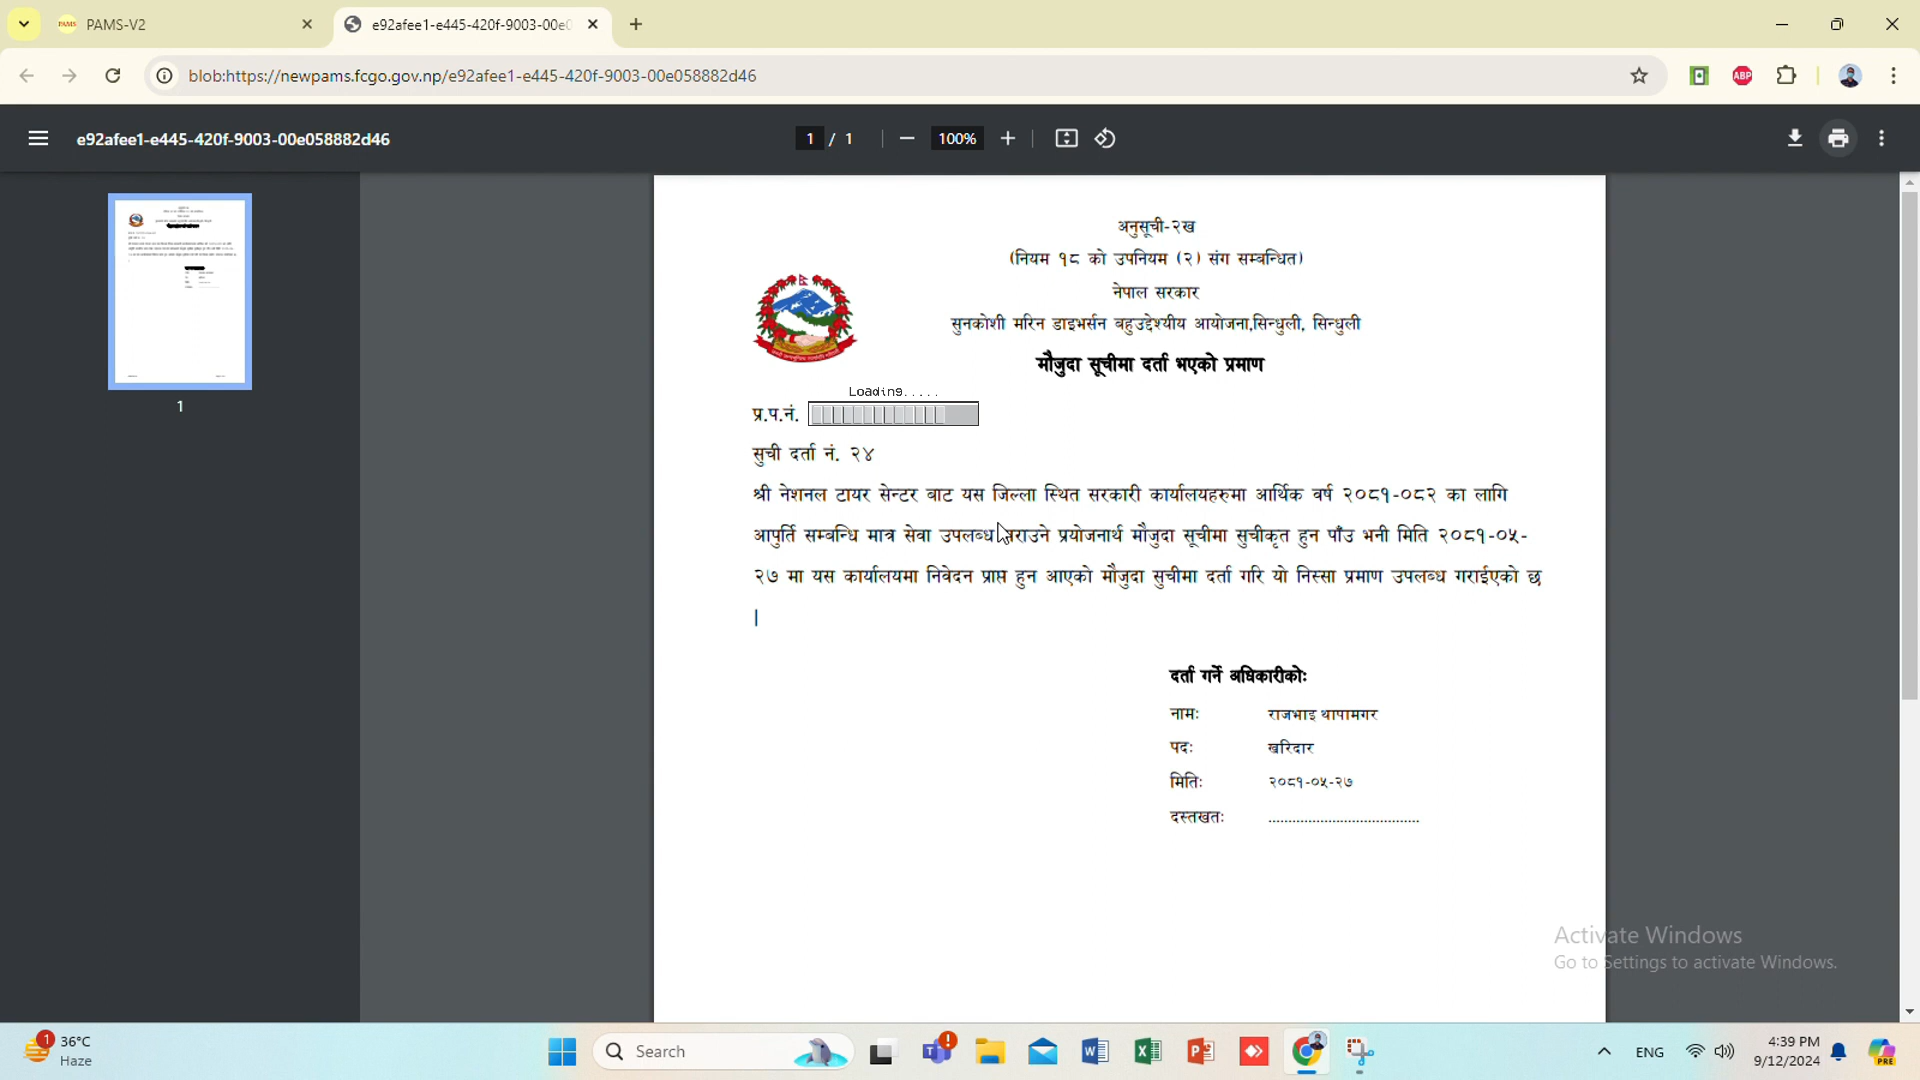 PAMS-V2
e92afee1-e445-420f-9003-00e0
blob:https://newpams.fcgo.gov.np/e92afee1-e445-420f-9003-00e058882d46
ABP
e92afee1-e445-420f-9003-00e058882d46
1 / 1
100%
1
अनुसूची-२ख
(नियम १८ को उपनियम (२) संग सम्बन्धित)
नेपाल सरकार
सुनकोशी मरिन डाइभर्सन बहुउद्देश्यीय आयोजना,सिन्धुली, सिन्धुली
मौजुदा सूचीमा दर्ता भएको प्रमाण
Loading.....
प्र.प.नं.
सुची दर्ता नं. २४
श्री नेशनल टायर सेन्टर बाट यस जिल्ला स्थित सरकारी कार्यालयहरुमा आर्थिक वर्ष २०८१-०८२ का लागि
आपुर्ति सम्बन्धि मात्र सेवा उपलब्ध गराउने प्रयोजनार्थ मौजुदा सूचीमा सुचीकृत हुन पाँउ भनी मिति २०८१-०५-
२७ मा यस कार्यालयमा निवेदन प्राप्त हुन आएको मौजुदा सुचीमा दर्ता गरि यो निस्सा प्रमाण उपलब्ध गराईएको छ
|
दर्ता गर्ने अधिकारीकोः
नामः राजभाइ थापामगर
पदः खरिदार
मितिः २०८१-०५-२७
दस्तखतः ......................................
Activate Windows
Go to Settings to activate Windows.
1
36°C
Haze
Search
ENG
4:39 PM
9/12/2024
PRE